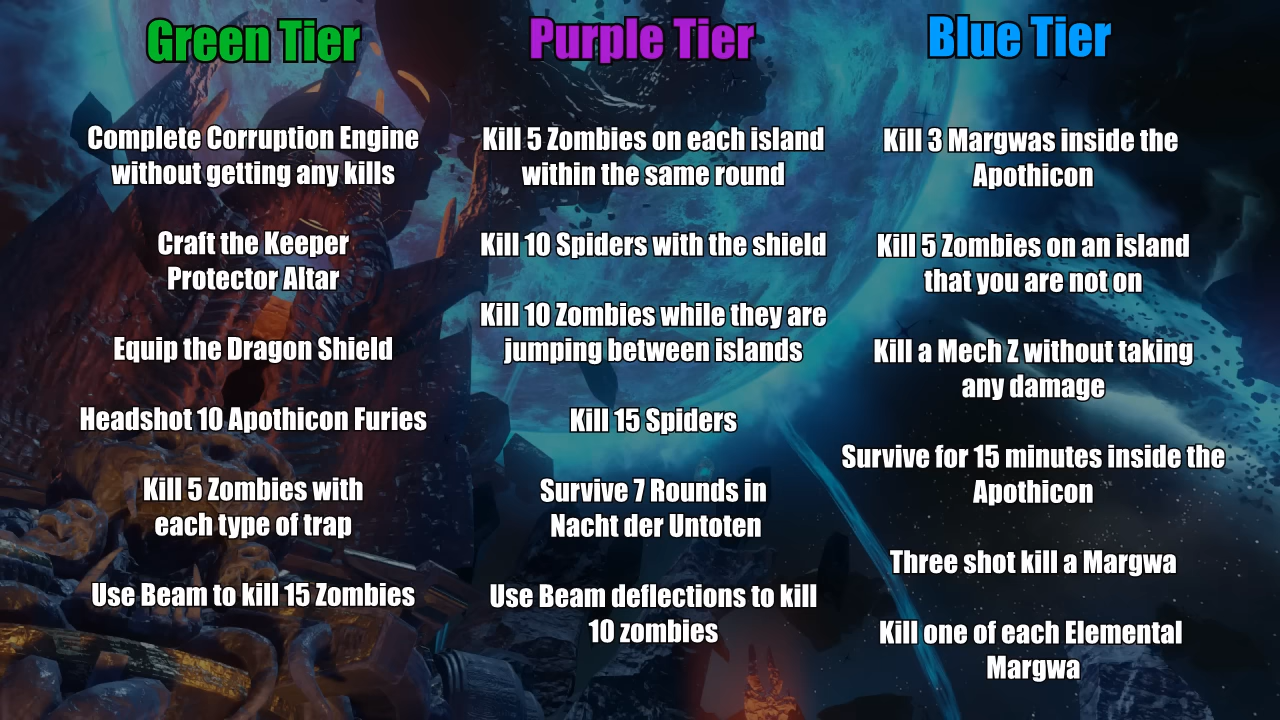 Green Tier
Complete Corruption Engine
without getting any kills
Craft the Keeper
Protector Altar
Equip the Dragon Shield
Headshot 10 Apothicon Furies
Kill 5 Zombies with
each type of trap
Use Beam to kill 15 Zombies
Purple Tier
Kill 5 Zombies on each island
within the same round
Kill 10 Spiders with the shield
Kill 10 Zombies while they are
jumping between islands
Kill 15 Spiders
Survive 7 Rounds in
Nacht der Untoten
Use Beam deflections to kill
10 zombies
Blue Tier
Kill 3 Margwas inside the
Apothicon
Kill 5 Zombies on an island
that you are not on
Kill a Mech Z without taking
any damage
Survive for 15 minutes inside the
Apothicon
Three shot kill a Margwa
Kill one of each Elemental
Margwa